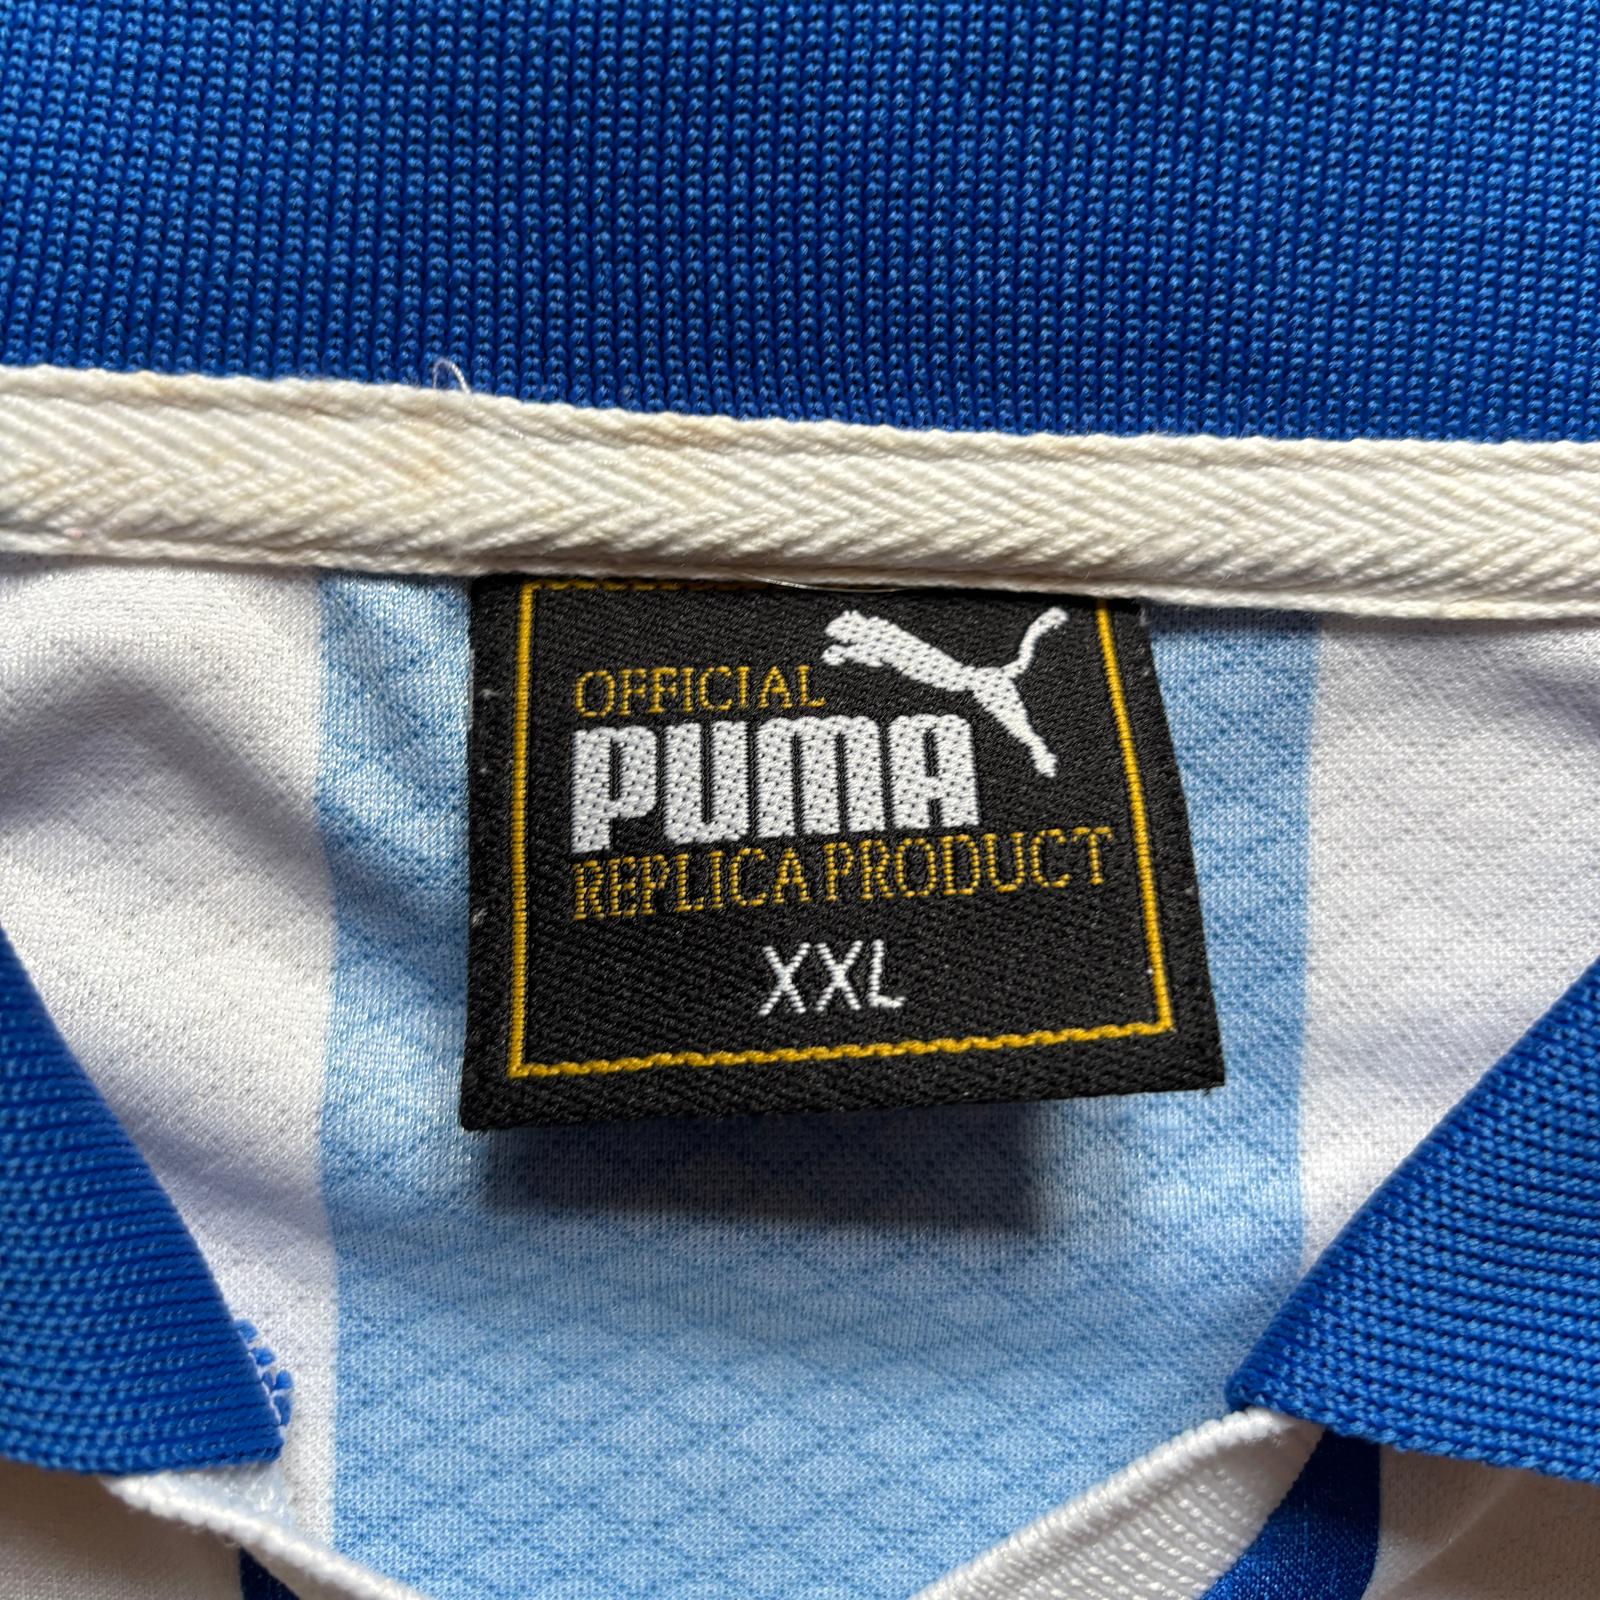 OFFICIAL
PUMA
REPLICA PRODUCT
XXL